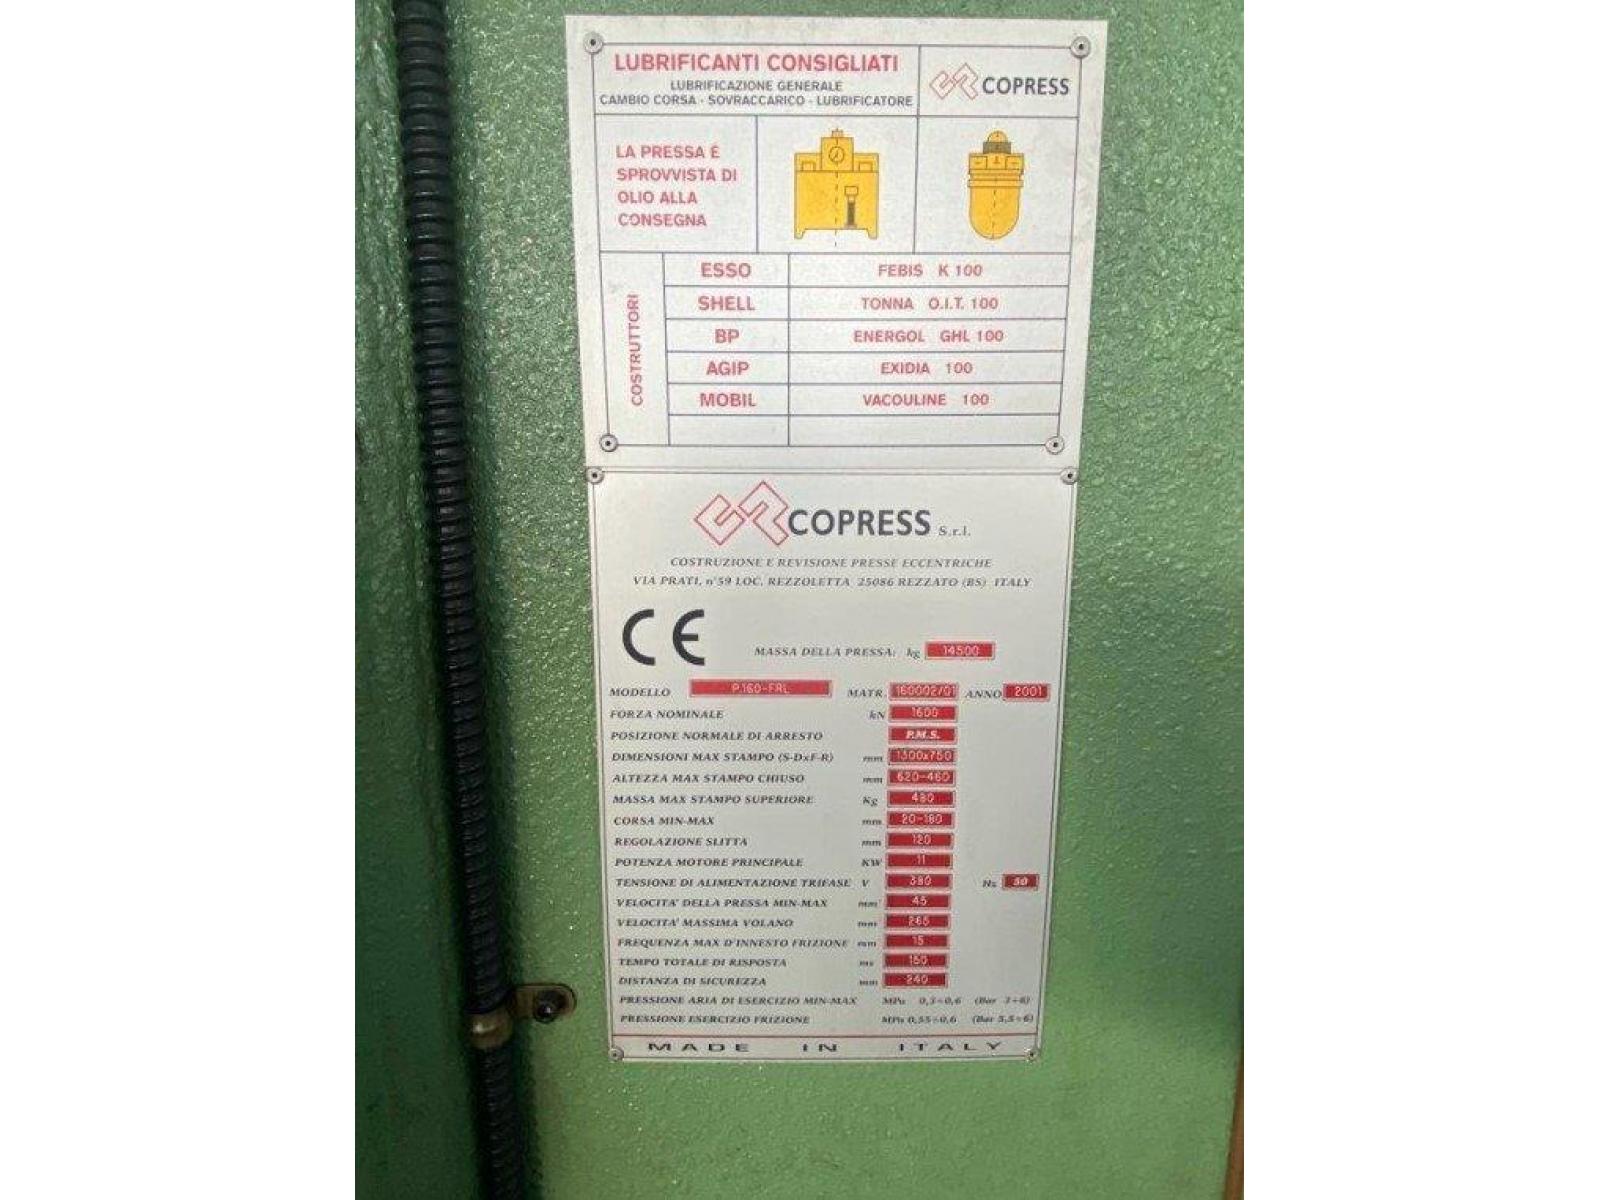 LUBRIFICANTI CONSIGLIATI
LUBRIFICAZIONE GENERALE
CAMBIO CORSA - SOVRACCARICO - LUBRIFICATORE
COPRESS
LA PRESSA É
SPROVVISTA DI
OLIO ALLA
CONSEGNA
COSTRUTTORI
ESSO FEBIS K 100
SHELL TONNA O.I.T. 100
BP ENERGOL GHL 100
AGIP EXIDIA 100
MOBIL VACOULINE 100
COPRESS S.r.l.
COSTRUZIONE E REVISIONE PRESSE ECCENTRICHE
VIA PRATI, n°59 LOC. REZZOLETTA 25086 REZZATO (BS) ITALY
CE
MASSA DELLA PRESSA: kg 14500
MODELLO P.160-FRL MATR. 160002/01 ANNO 2001
FORZA NOMINALE kN 1600
POSIZIONE NORMALE DI ARRESTO P.M.S.
DIMENSIONI MAX STAMPO (S-DxF-R) mm 1300x750
ALTEZZA MAX STAMPO CHIUSO mm 620-460
MASSA MAX STAMPO SUPERIORE Kg 480
CORSA MIN-MAX mm 20-180
REGOLAZIONE SLITTA mm 120
POTENZA MOTORE PRINCIPALE KW 11
TENSIONE DI ALIMENTAZIONE TRIFASE V 380 Hz 50
VELOCITA' DELLA PRESSA MIN-MAX mm' 45
VELOCITA' MASSIMA VOLANO mm 265
FREQUENZA MAX D'INNESTO FRIZIONE mm 15
TEMPO TOTALE DI RISPOSTA ms 150
DISTANZA DI SICUREZZA mm 240
PRESSIONE ARIA DI ESERCIZIO MIN-MAX MPa 0,3÷0,6 (Bar 3÷6)
PRESSIONE ESERCIZIO FRIZIONE MPa 0,55÷0,6 (Bar 5,5÷6)
MADE IN ITALY